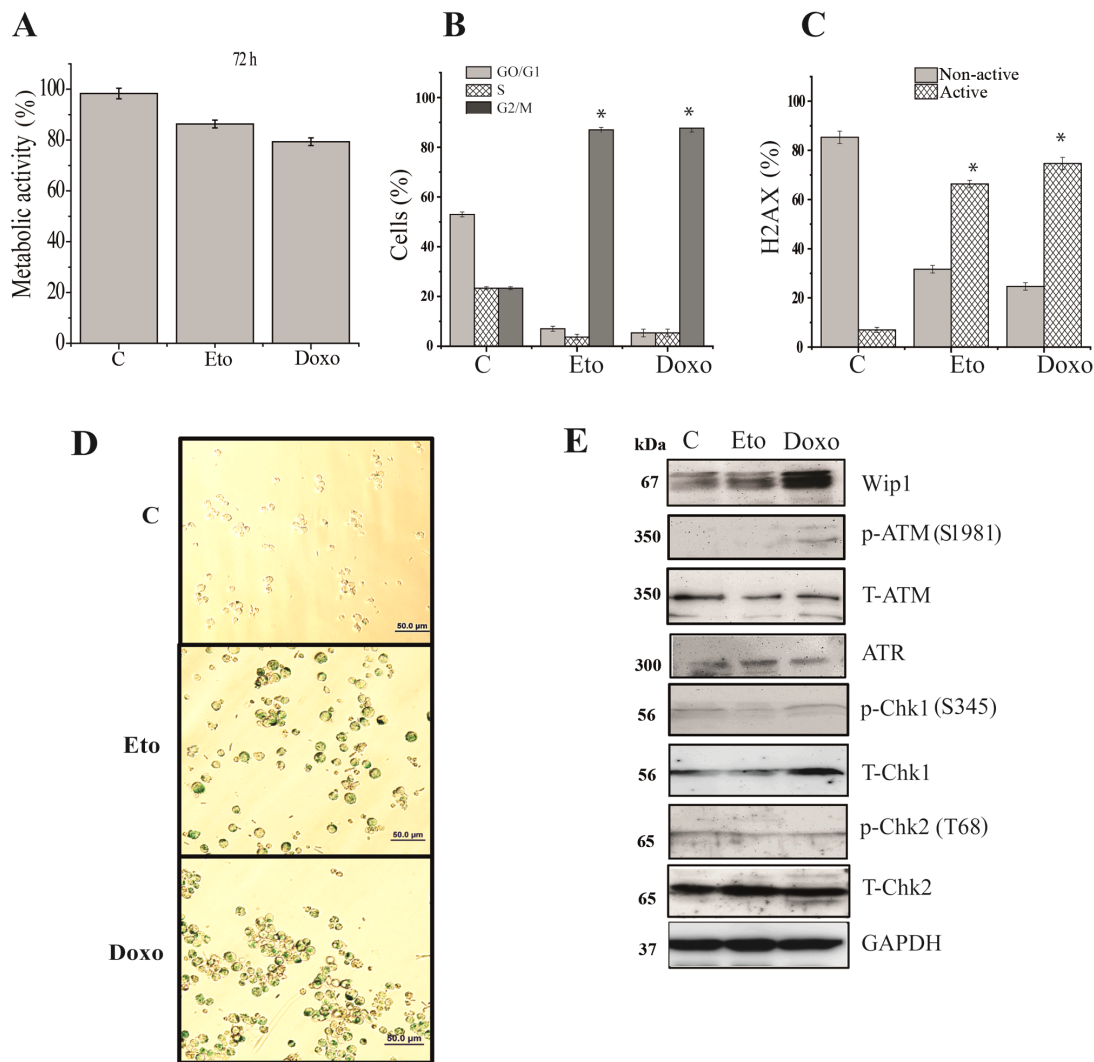 A
72 h
Metabolic activity (%)
100
80
60
40
20
0
C
Eto
Doxo
B
GO/G1
S
G2/M
Cells (%)
100
80
60
40
20
0
*
*
C
Eto
Doxo
C
Non-active
Active
H2AX (%)
100
80
60
40
20
0
*
*
C
Eto
Doxo
D
C
50.0 µm
Eto
50.0 µm
Doxo
50.0 µm
E
kDa
C
Eto
Doxo
67
Wip1
350
p-ATM (S1981)
350
T-ATM
300
ATR
56
p-Chk1 (S345)
56
T-Chk1
65
p-Chk2 (T68)
65
T-Chk2
37
GAPDH